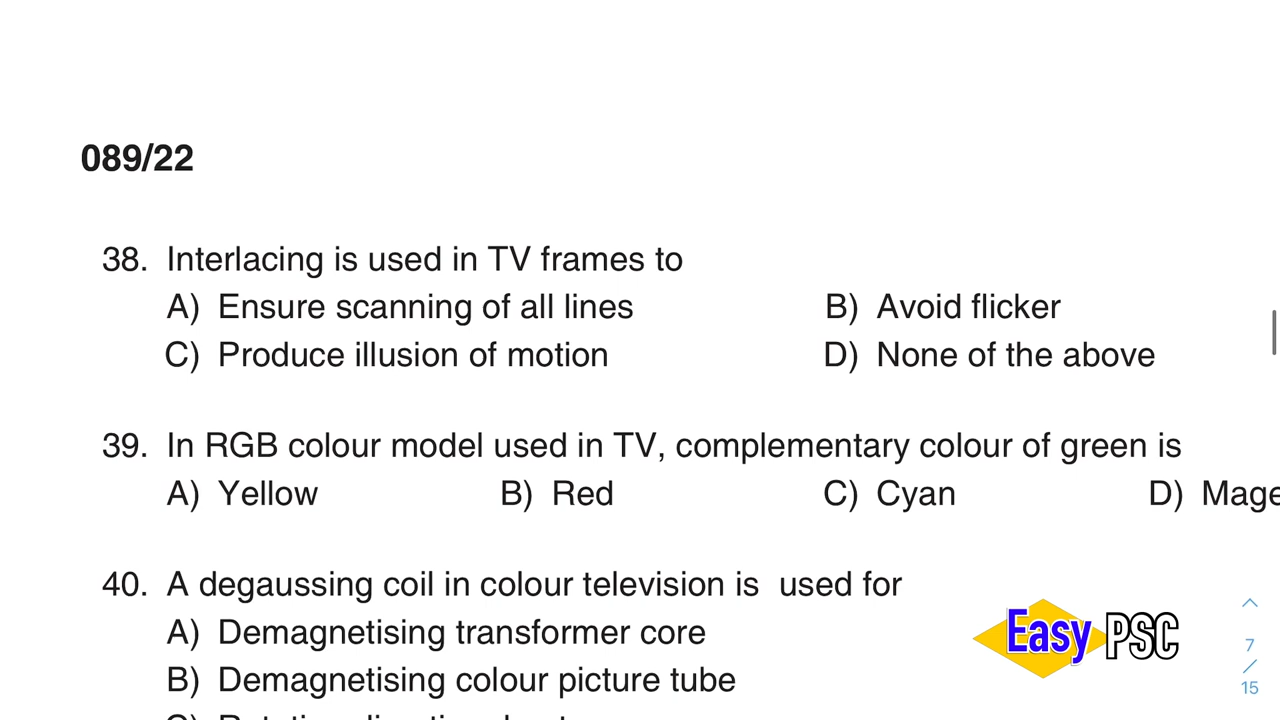 089/22
38. Interlacing is used in TV frames to
A) Ensure scanning of all lines B) Avoid flicker
C) Produce illusion of motion D) None of the above
39. In RGB colour model used in TV, complementary colour of green is
A) Yellow B) Red C) Cyan D) Mage
40. A degaussing coil in colour television is used for
A) Demagnetising transformer core
B) Demagnetising colour picture tube
Easy PSC
7
/
15